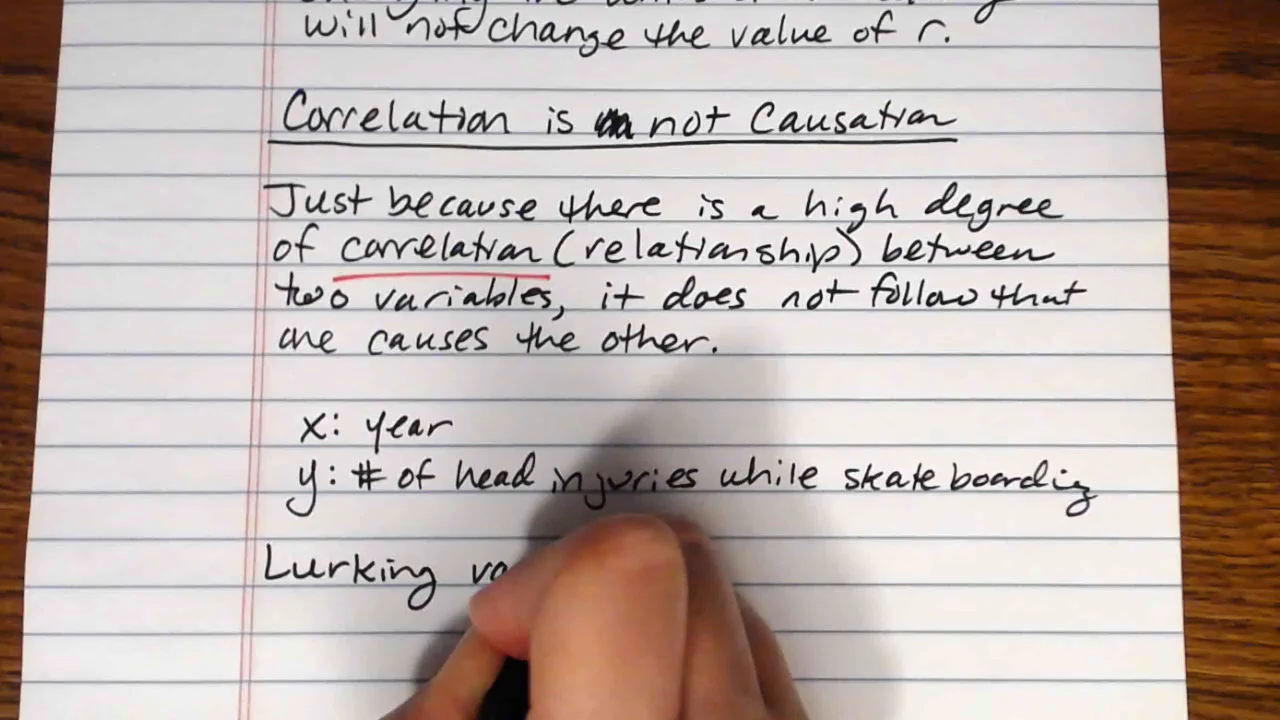 will not change the value of r.
Correlation is not Causation
Just because there is a high degree
of correlation (relationship) between
two variables, it does not follow that
one causes the other.
x: year
y: # of head injuries while skateboarding
Lurking va